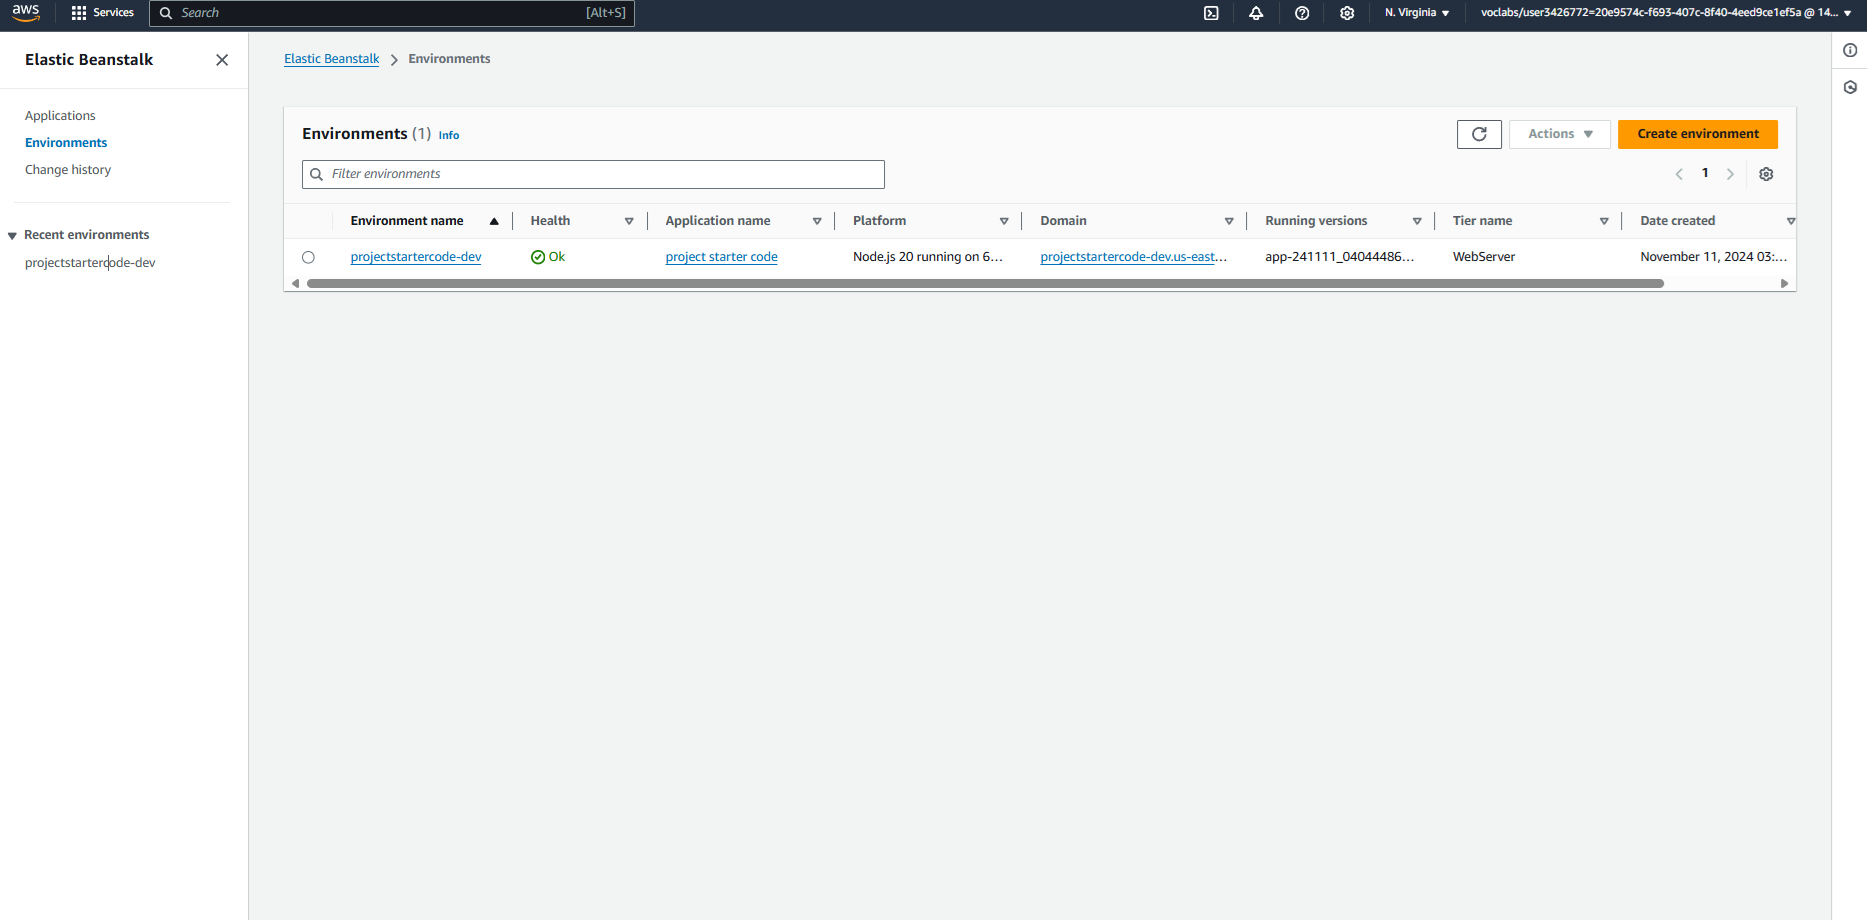 aws Services Search [Alt+S] N. Virginia voclabs/user3426772=20e9574c-f693-407c-8f40-4eed9ce1ef5a @ 14...
Elastic Beanstalk
Applications
Environments
Change history
Recent environments
projectstartercode-dev
Elastic Beanstalk Environments
Environments (1) Info
Actions Create environment
Filter environments
1
Environment name Health Application name Platform Domain Running versions Tier name Date created
projectstartercode-dev Ok project starter code Node.js 20 running on 6... projectstartercode-dev.us-east... app-241111_04044486... WebServer November 11, 2024 03:...